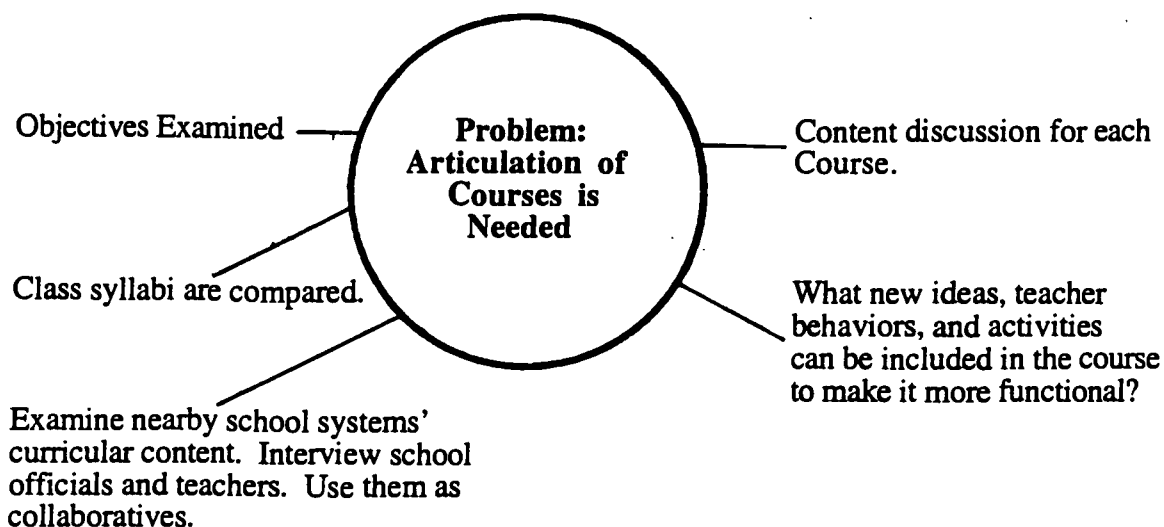 Problem:
Articulation of
Courses is
Needed
Objectives Examined
Class syllabi are compared.
Examine nearby school systems'
curricular content.  Interview school
officials and teachers.  Use them as
collaboratives.
Content discussion for each
Course.
What new ideas, teacher
behaviors, and activities
can be included in the course
to make it more functional?